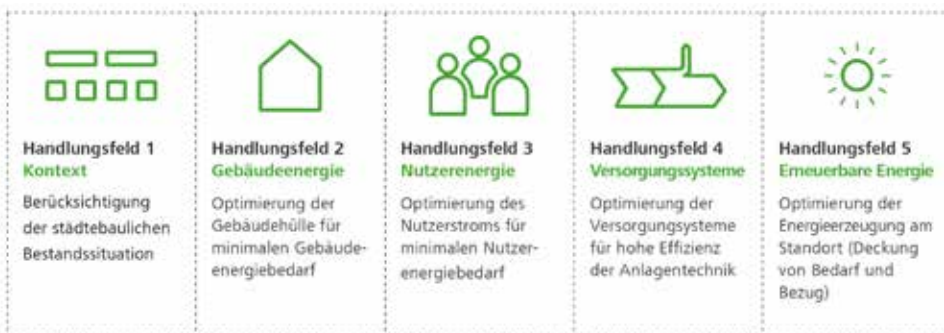 Handlungsfeld 1
Kontext
Berücksichtigung
der städtebaulichen
Bestandssituation
Handlungsfeld 2
Gebäudeenergie
Optimierung der
Gebäudehülle für
minimalen Gebäude-
energiebedarf
Handlungsfeld 3
Nutzerenergie
Optimierung des
Nutzerstroms für
minimalen Nutzer-
energiebedarf
Handlungsfeld 4
Versorgungssysteme
Optimierung der
Versorgungsysteme
für hohe Effizienz
der Anlagentechnik
Handlungsfeld 5
Erneuerbare Energie
Optimierung der
Energieerzeugung am
Standort (Deckung
von Bedarf und
Bezug)